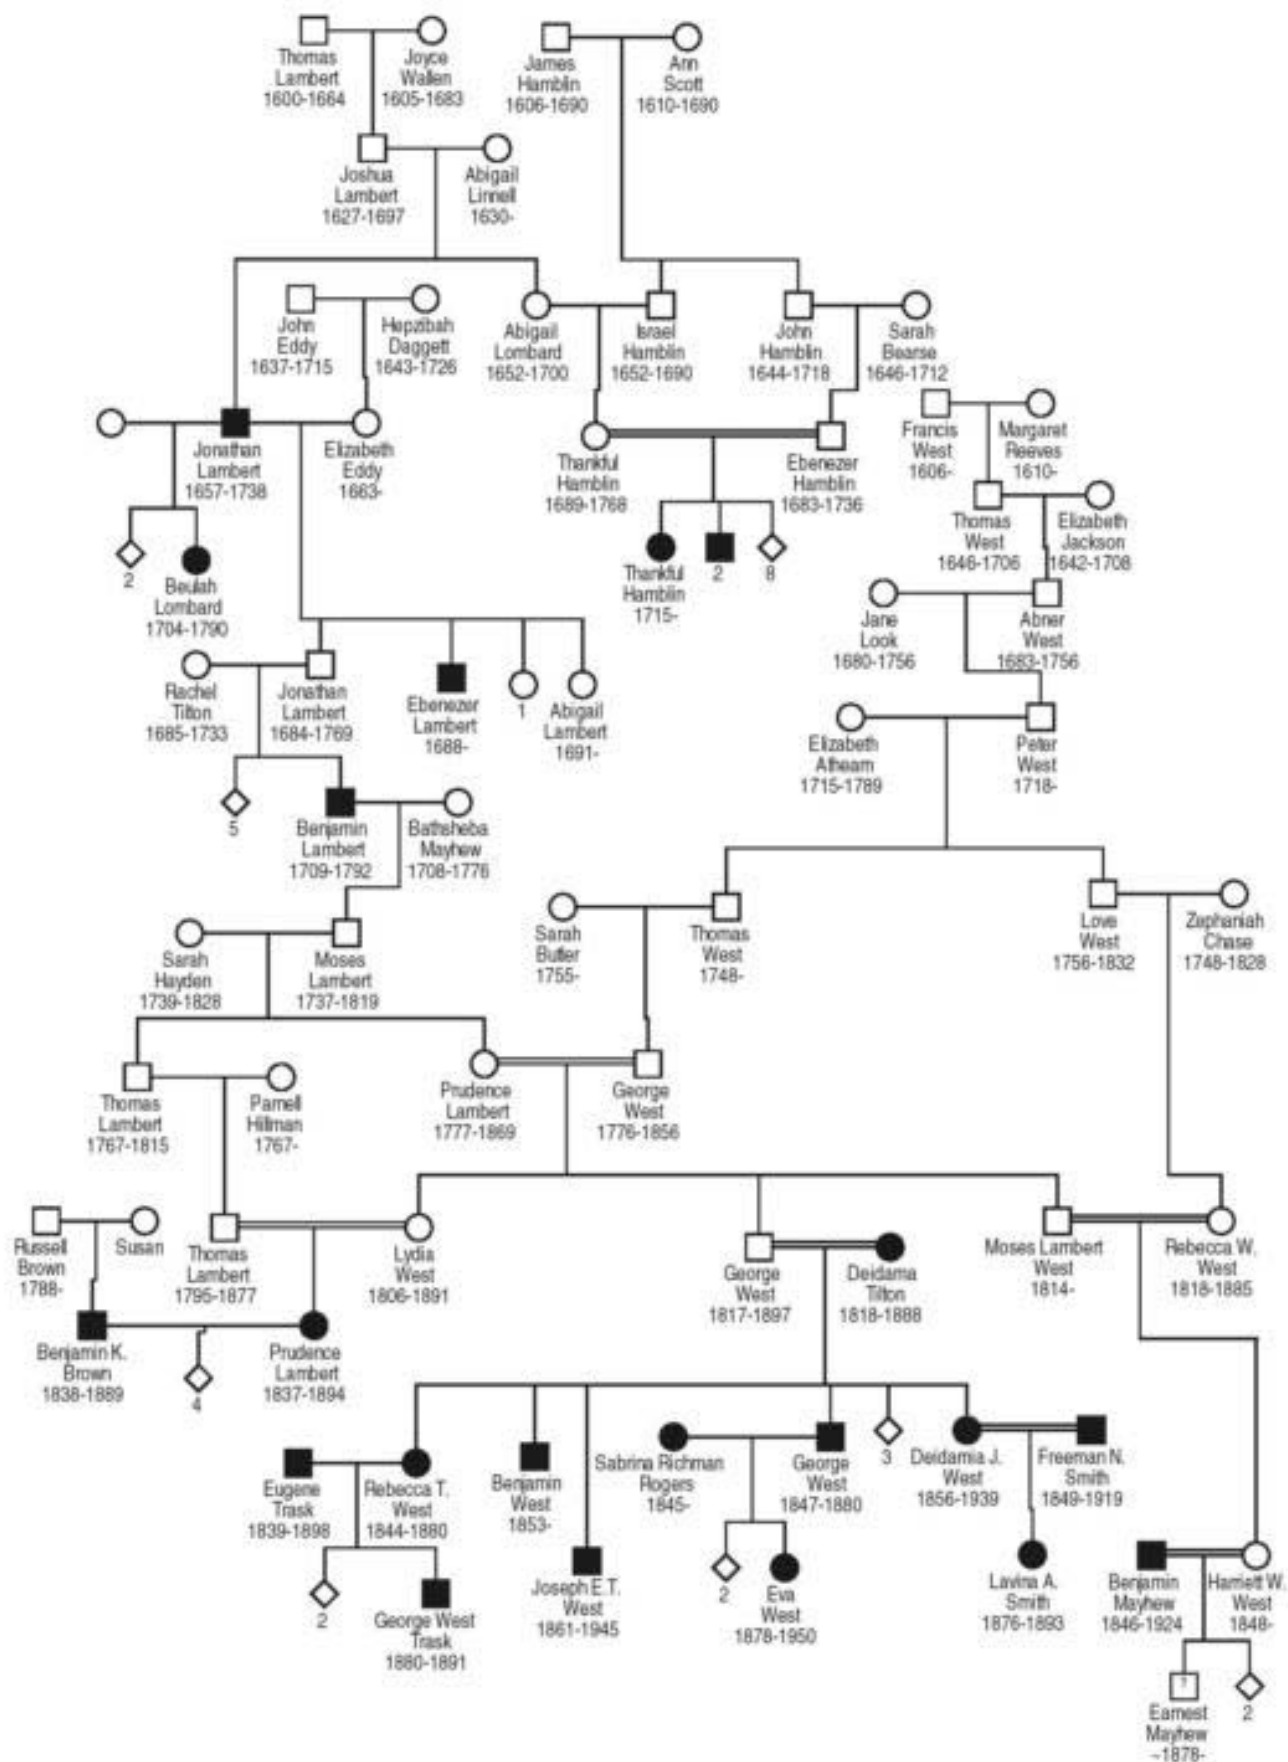 Thomas
Lambert
1600-1664
Joyce
Wallen
1605-1683
James
Hamblin
1606-1690
Ann
Scott
1610-1690
Joshua
Lambert
1627-1697
Abigail
Linnell
1630-
John
Eddy
1637-1715
Hepzibah
Daggett
1643-1726
Abigail
Lombard
1652-1700
Israel
Hamblin
1652-1690
John
Hamblin
1644-1718
Sarah
Bearse
1646-1712
Jonathan
Lambert
1657-1738
Elizabeth
Eddy
1663-
Thankful
Hamblin
1689-1768
Ebenezer
Hamblin
1683-1736
Francis
West
1606-
Margaret
Reeves
1610-
Thomas
West
1646-1706
Elizabeth
Jackson
1642-1708
2
Beulah
Lombard
1704-1790
Thankful
Hamblin
1715-
2
8
Jane
Look
1680-1756
Abner
West
1683-1756
Rachel
Tilton
1685-1733
Jonathan
Lambert
1684-1769
Ebenezer
Lambert
1688-
1
Abigail
Lambert
1691-
Elizabeth
Athearn
1715-1789
Peter
West
1718-
5
Benjamin
Lambert
1709-1792
Bathsheba
Mayhew
1708-1776
Sarah
Hayden
1739-1828
Moses
Lambert
1737-1819
Sarah
Butler
1755-
Thomas
West
1748-
Love
West
1756-1832
Zephaniah
Chase
1748-1828
Thomas
Lambert
1767-1815
Parnell
Hillman
1767-
Prudence
Lambert
1777-1869
George
West
1776-1856
Russell
Brown
1788-
Susan
Thomas
Lambert
1795-1877
Lydia
West
1806-1891
George
West
1817-1897
Deidama
Tilton
1818-1888
Moses Lambert
West
1814-
Rebecca W.
West
1818-1885
Benjamin K.
Brown
1838-1889
4
Prudence
Lambert
1837-1894
Eugene
Trask
1839-1898
Rebecca T.
West
1844-1880
Benjamin
West
1853-
Sabrina Richman
Rogers
1845-
George
West
1847-1880
3
Deidamia J.
West
1856-1939
Freeman N.
Smith
1849-1919
2
George West
Trask
1880-1891
Joseph E.T.
West
1861-1945
2
Eva
West
1878-1950
Lavina A.
Smith
1876-1893
Benjamin
Mayhew
1846-1924
Harriett W.
West
1848-
?
Earnest
Mayhew
~1878-
2